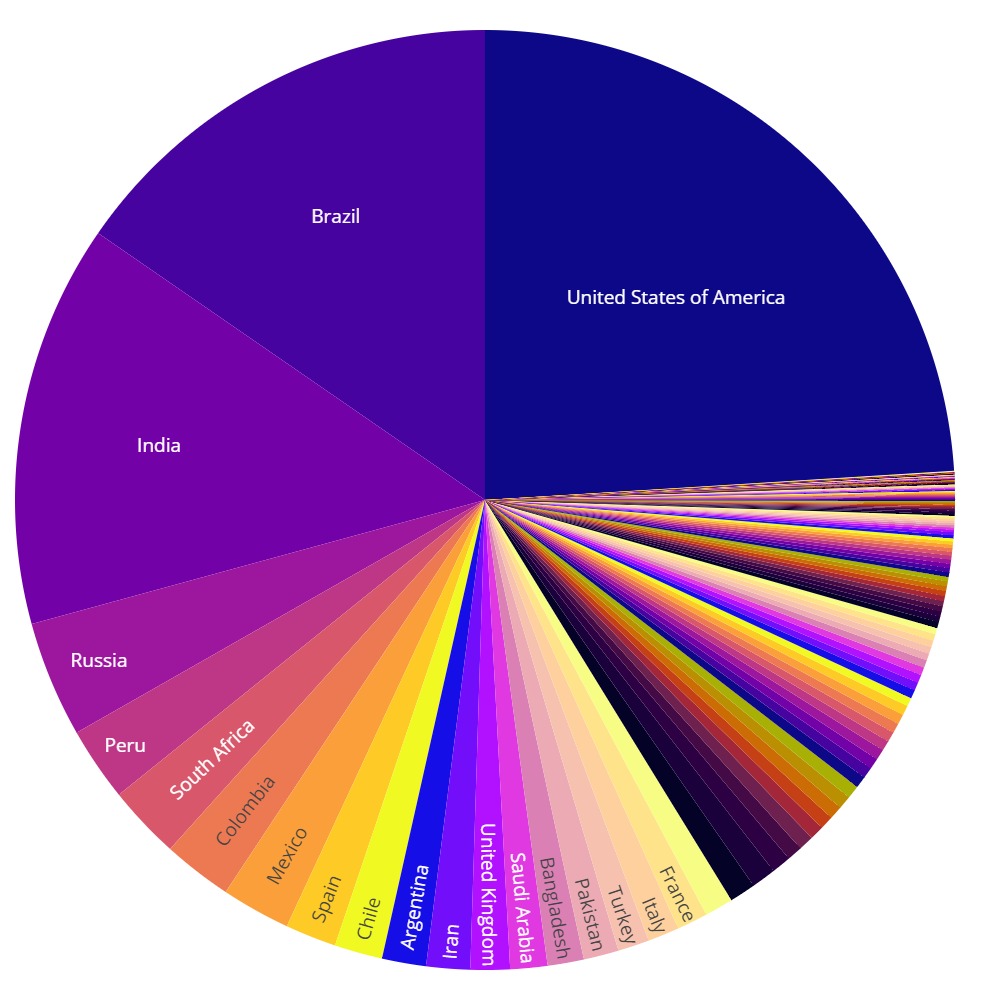 Brazil
United States of America
India
Russia
Peru
South Africa
Colombia
Mexico
Spain
Chile
Argentina
Iran
United Kingdom
Saudi Arabia
Bangladesh
Pakistan
Turkey
Italy
France